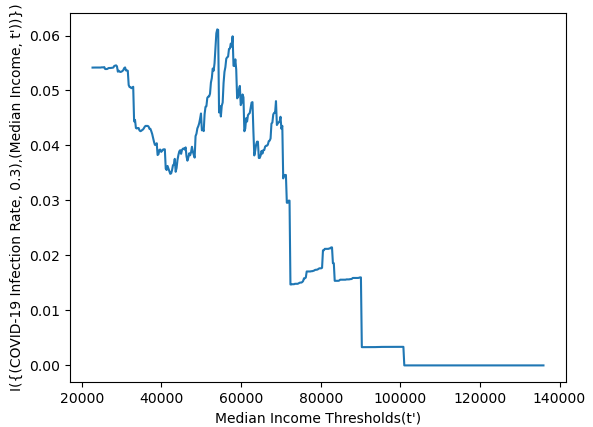 I({(COVID-19 Infection Rate, 0.3),(Median Income, t'))})
0.06
0.05
0.04
0.03
0.02
0.01
0.00
20000 40000 60000 80000 100000 120000 140000
Median Income Thresholds(t')